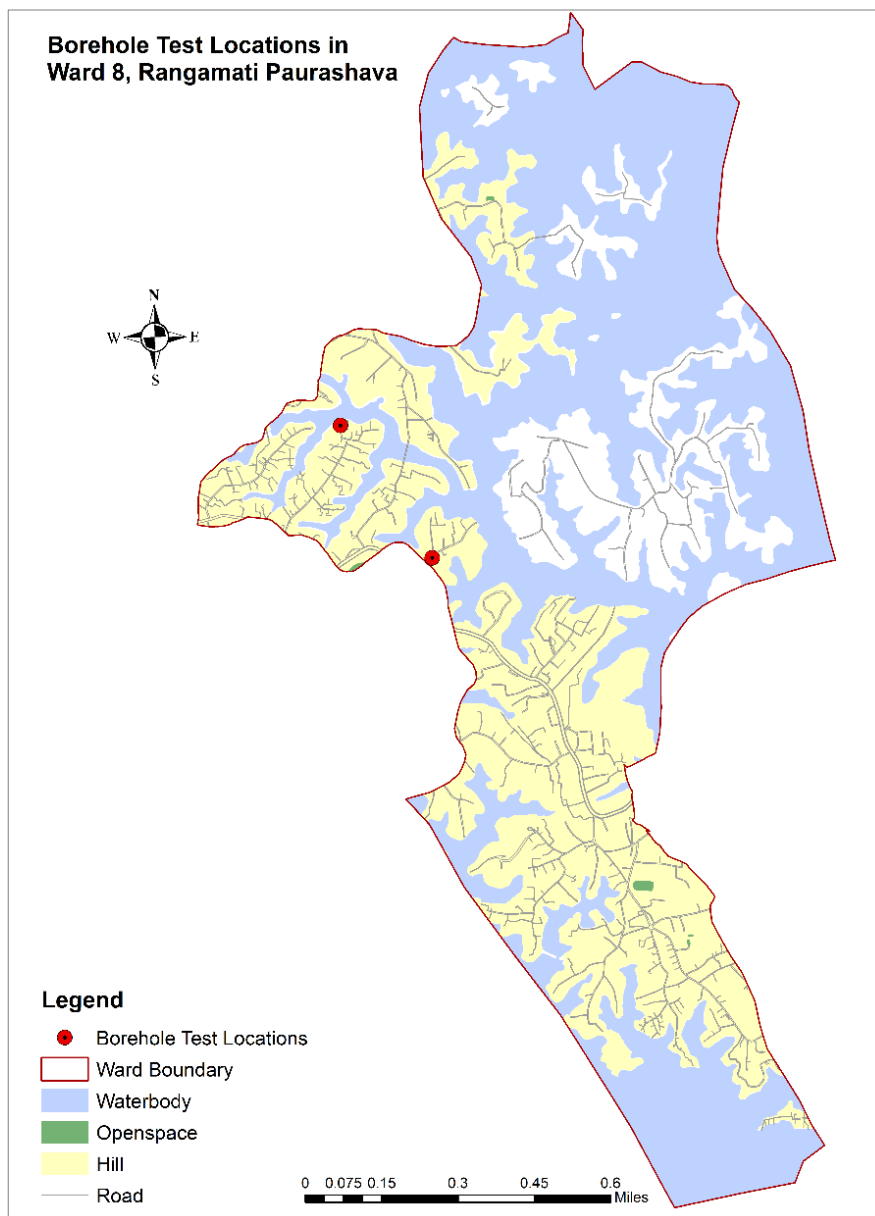 Borehole Test Locations in
Ward 8, Rangamati Paurashava
N
W E
S
Legend
Borehole Test Locations
Ward Boundary
Waterbody
Openspace
Hill
Road
0 0.075 0.15 0.3 0.45 0.6
Miles